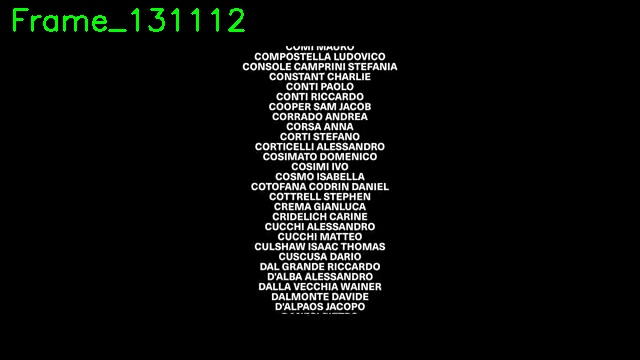 Frame_131112
COMI MAURO
COMPOSTELLA LUDOVICO
CONSOLE CAMPRINI STEFANIA
CONSTANT CHARLIE
CONTI PAOLO
CONTI RICCARDO
COOPER SAM JACOB
CORRADO ANDREA
CORSA ANNA
CORTI STEFANO
CORTICELLI ALESSANDRO
COSIMATO DOMENICO
COSIMI IVO
COSMO ISABELLA
COTOFANA CODRIN DANIEL
COTTRELL STEPHEN
CREMA GIANLUCA
CRIDELICH CARINE
CUCCHI ALESSANDRO
CUCCHI MATTEO
CULSHAW ISAAC THOMAS
CUSCUSA DARIO
DAL GRANDE RICCARDO
D'ALBA ALESSANDRO
DALLA VECCHIA WAINER
DALMONTE DAVIDE
D'ALPAOS JACOPO